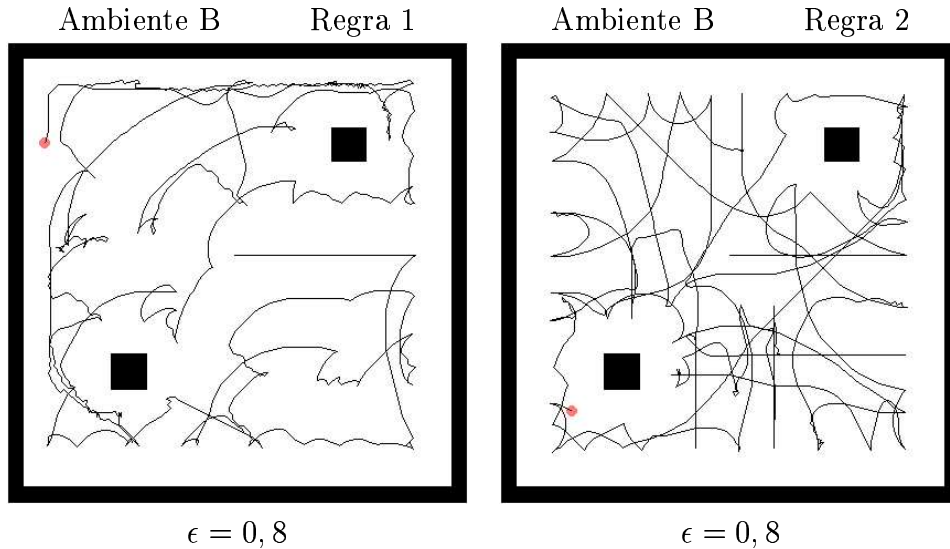 Ambiente B Regra 1 Ambiente B Regra 2
ϵ = 0, 8 ϵ = 0, 8